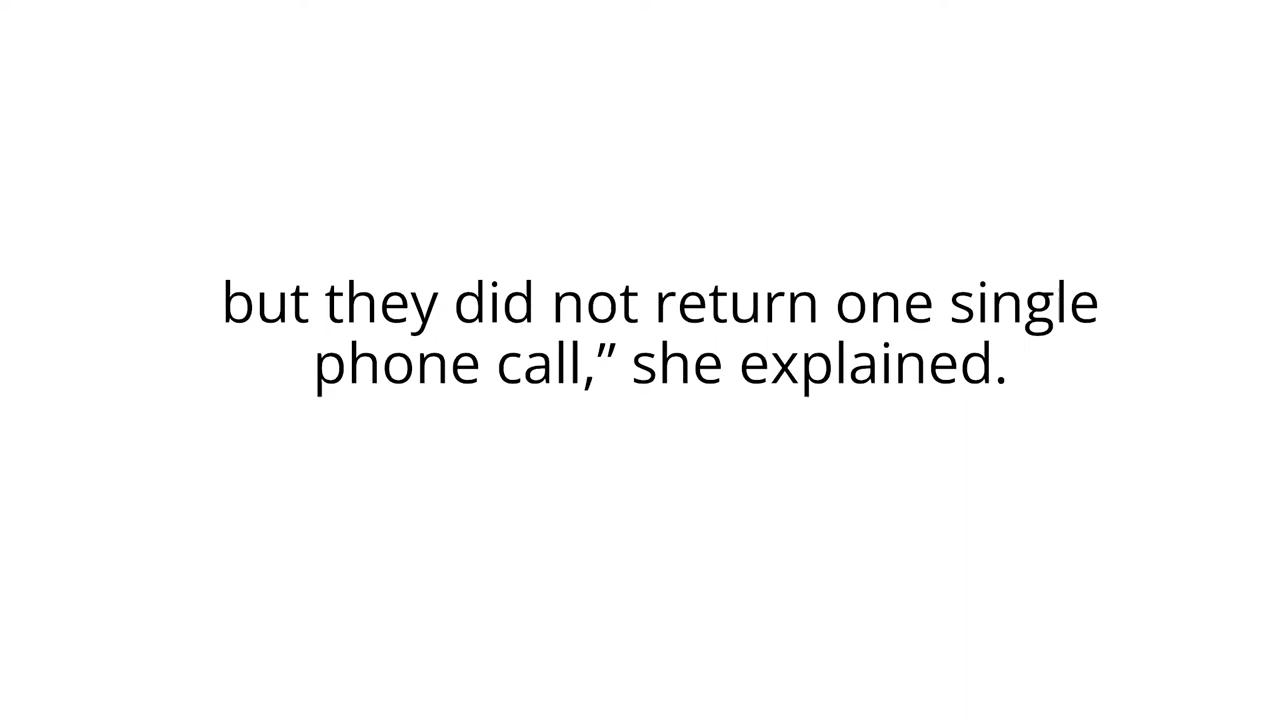 but they did not return one single
phone call,” she explained.